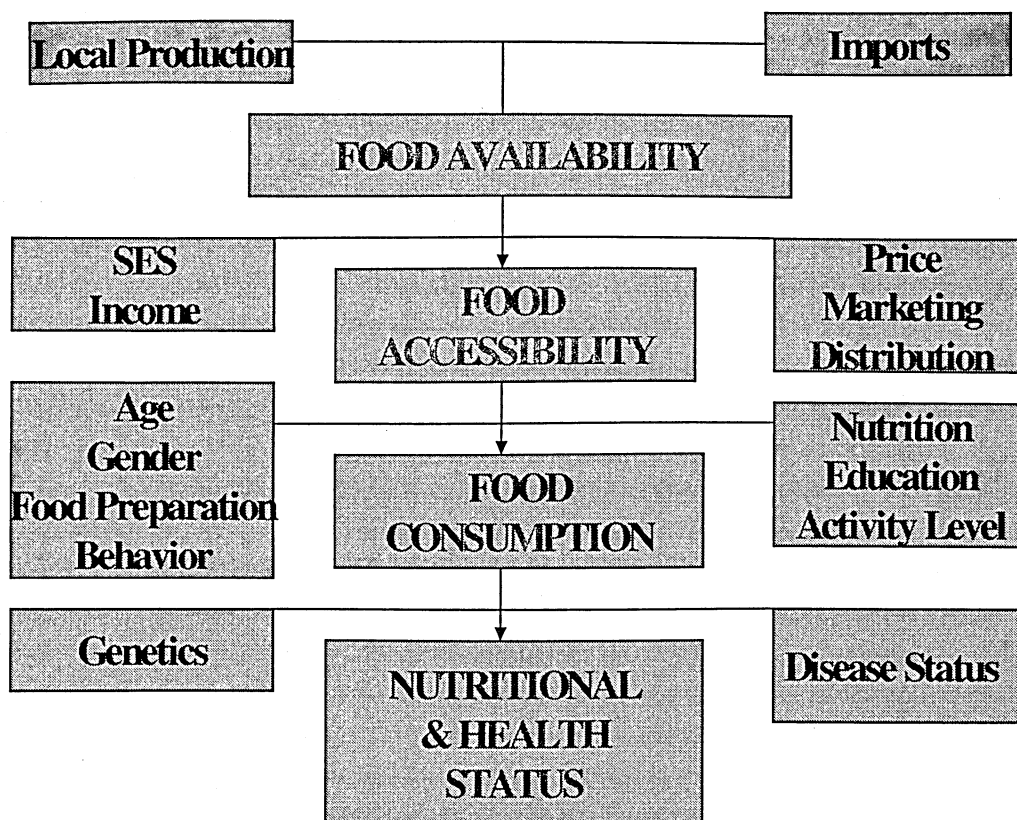 Local Production
Imports
FOOD AVAILABILITY
SES
Income
FOOD
ACCESSIBILITY
Price
Marketing
Distribution
Age
Gender
Food Preparation
Behavior
FOOD
CONSUMPTION
Nutrition
Education
Activity Level
Genetics
NUTRITIONAL
& HEALTH
STATUS
Disease Status